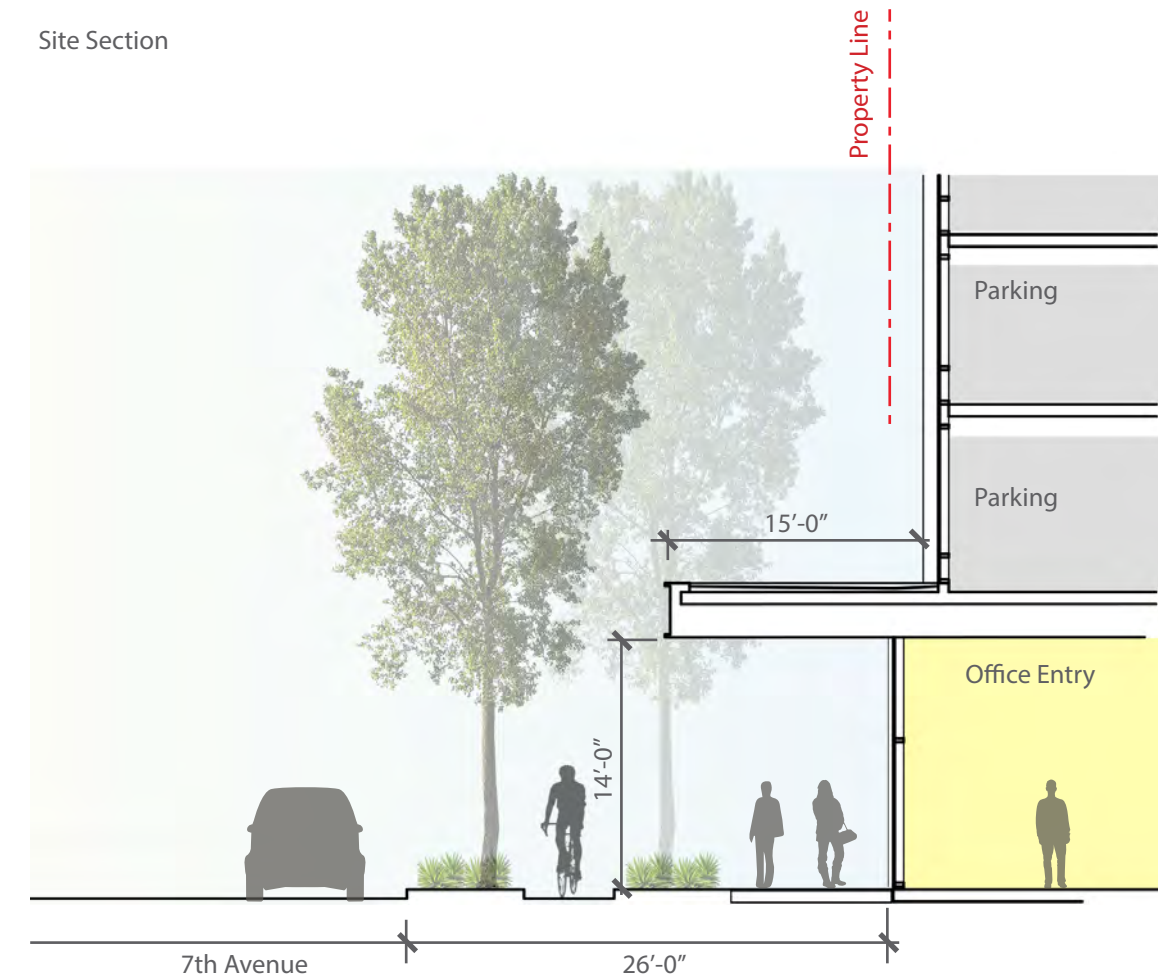 Site Section
Property Line
Parking
Parking
15’-0”
Office Entry
14’-0”
7th Avenue
26’-0”